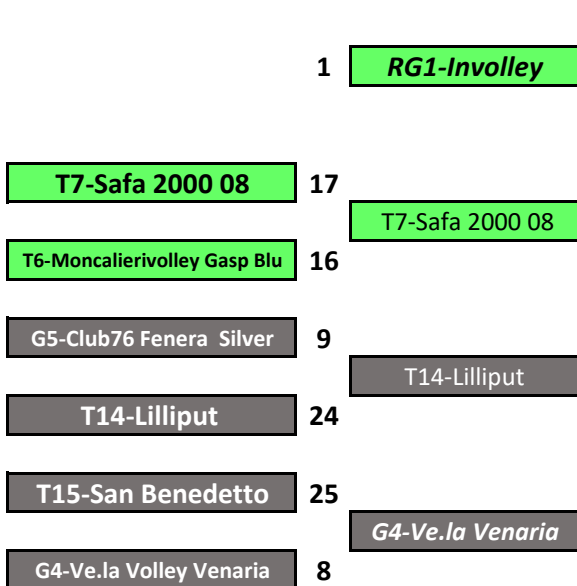 1 RG1-Involley
T7-Safa 2000 08 17
T7-Safa 2000 08
T6-Moncalierivolley Gasp Blu 16
G5-Club76 Fenera Silver 9
T14-Lilliput
T14-Lilliput 24
T15-San Benedetto 25
G4-Ve.la Venaria
G4-Ve.la Volley Venaria 8